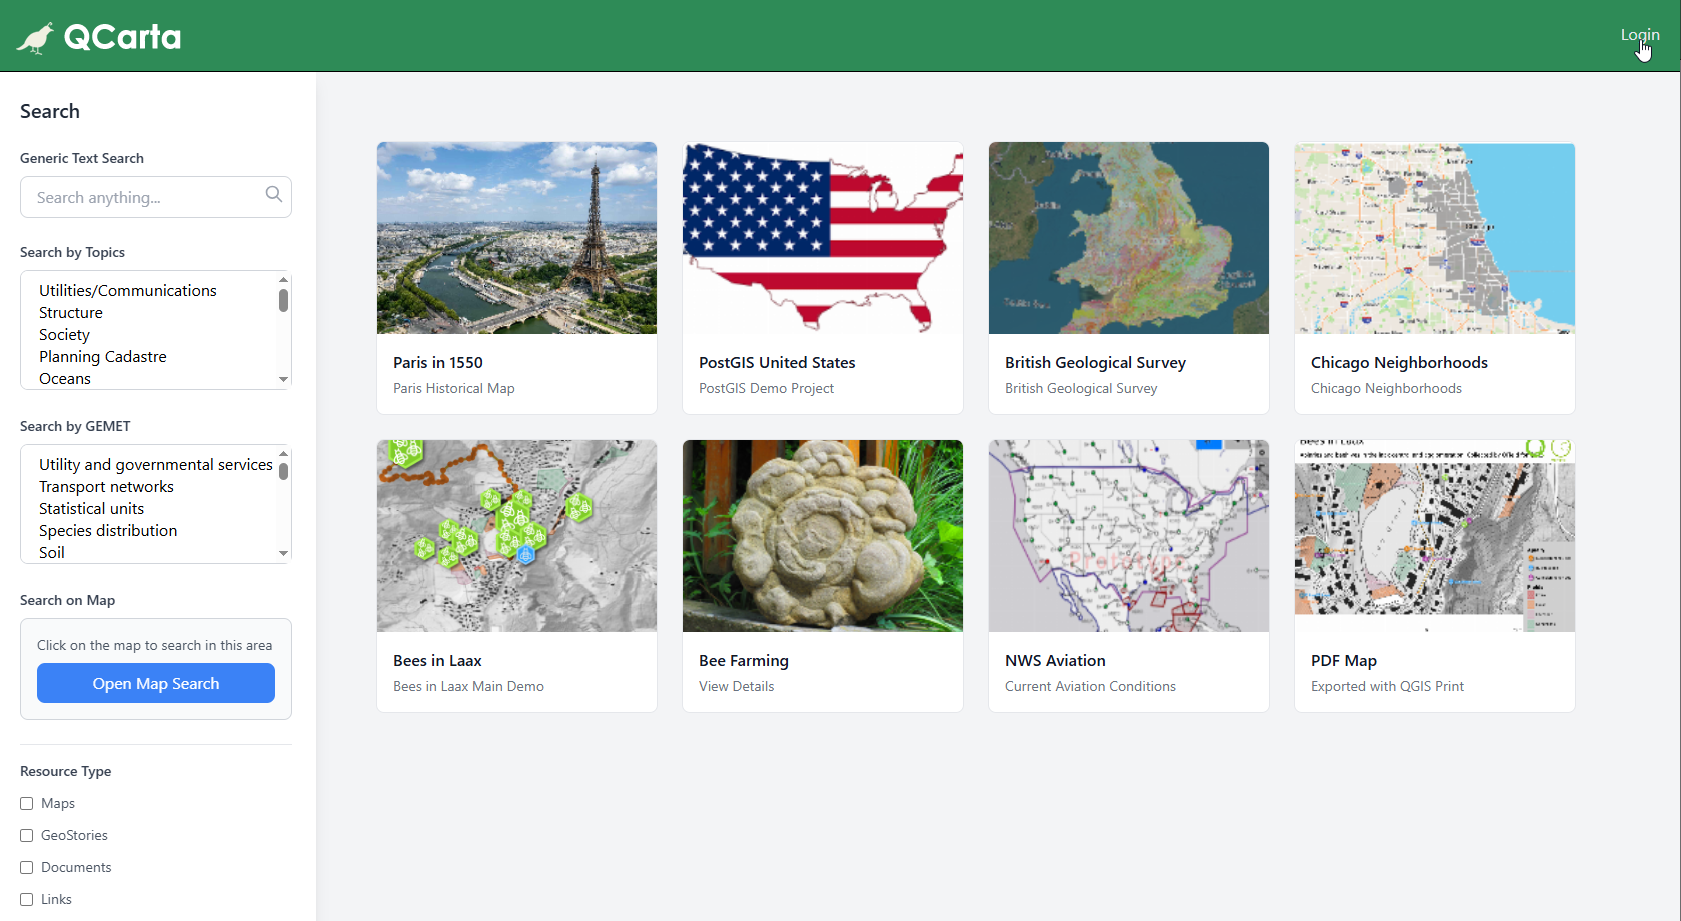 QCarta
Login
Search
Generic Text Search
Search anything...
Search by Topics
Utilities/Communications
Structure
Society
Planning Cadastre
Oceans
Search by GEMET
Utility and governmental services
Transport networks
Statistical units
Species distribution
Soil
Search on Map
Click on the map to search in this area
Open Map Search
Resource Type
Maps
GeoStories
Documents
Links
Paris in 1550
Paris Historical Map
PostGIS United States
PostGIS Demo Project
British Geological Survey
British Geological Survey
Chicago Neighborhoods
Chicago Neighborhoods
Bees in Laax
Bees in Laax Main Demo
Bee Farming
View Details
NWS Aviation
Current Aviation Conditions
Bees in Laax
PDF Map
Exported with QGIS Print